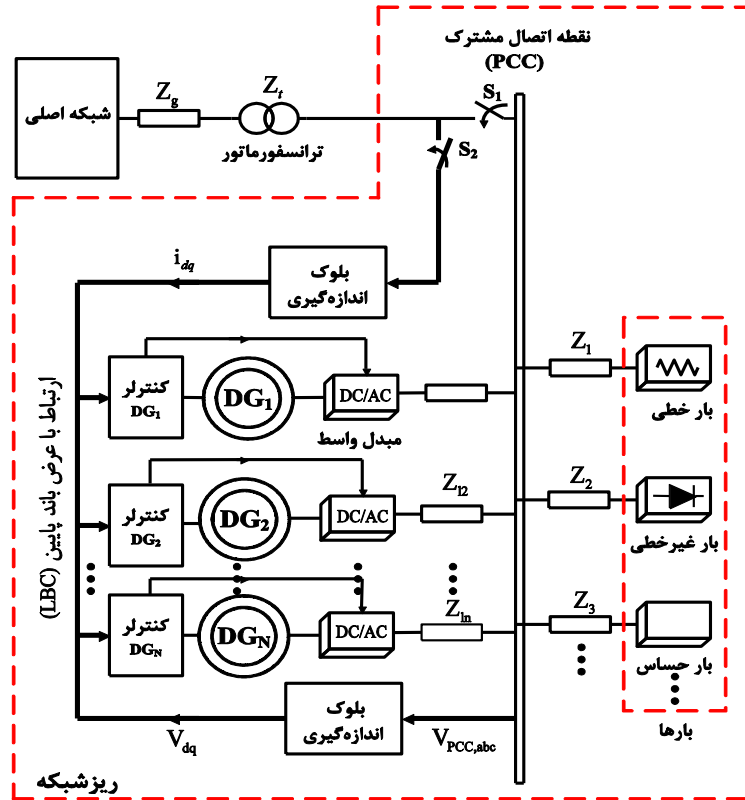 نقطه اتصال مشترک
(PCC)
شبکه اصلی
Zg
Zt
ترانسفورماتور
S1
S2
بلوک
اندازه‌گیری
idq
ارتباط با عرض باند پایین (LBC)
کنترلر
DG1
DG1
DC/AC
مبدل واسط
Z1
بار خطی
کنترلر
DG2
DG2
DC/AC
Zl2
Z2
بار غیرخطی
کنترلر
DGN
DGN
DC/AC
Zln
Z3
بار حساس
بارها
بلوک
اندازه‌گیری
Vdq
VPCC,abc
ریزشبکه